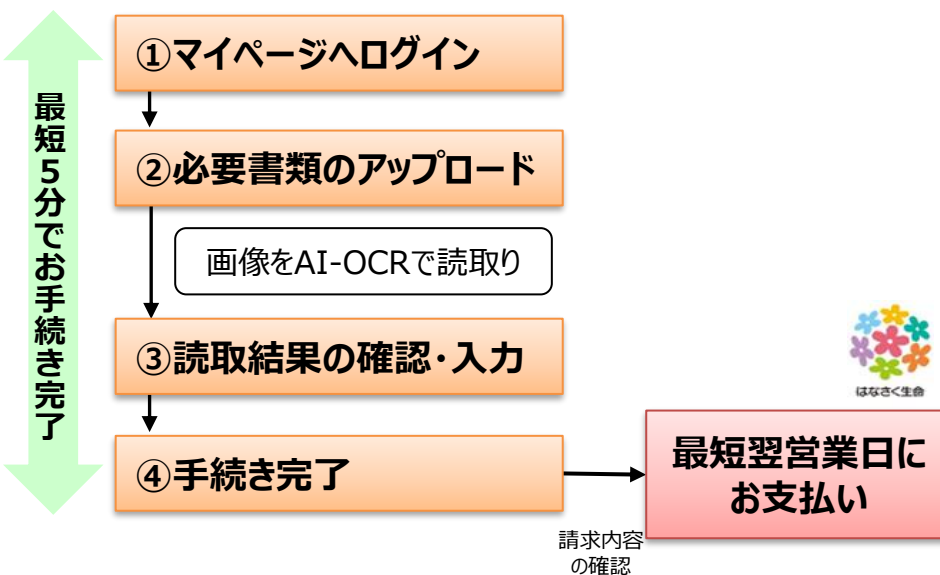 最短５分でお手続き完了
①マイページへログイン
②必要書類のアップロード
画像をAI-OCRで読取り
③読取結果の確認・入力
④手続き完了
はなさく生命
最短翌営業日に
お支払い
請求内容
の確認